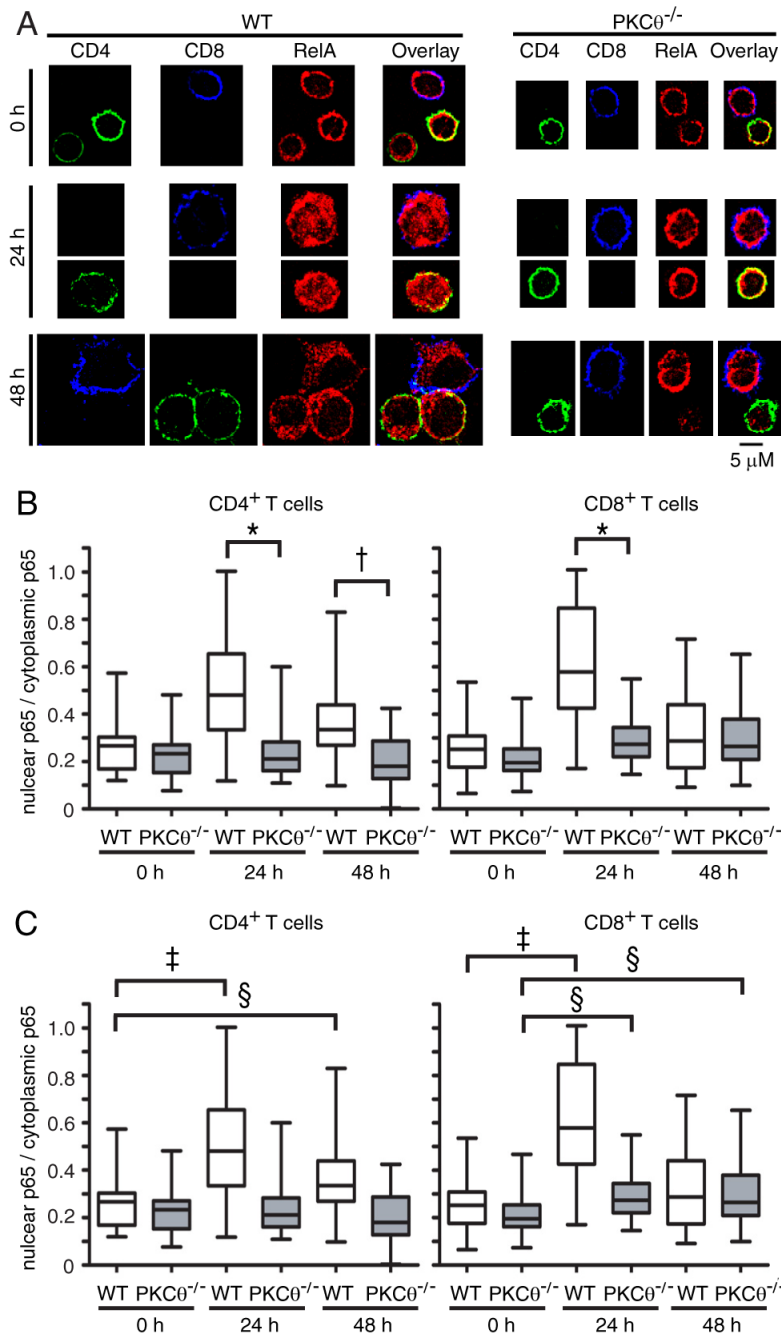 A
WT
PKCθ-/-
CD4 CD8 RelA Overlay
CD4 CD8 RelA Overlay
0 h
24 h
48 h
5 μM
B
CD4+ T cells
CD8+ T cells
* †
*
nulcear p65 / cytoplasmic p65
1.0
0.8
0.6
0.4
0.2
0
WT PKCθ-/- WT PKCθ-/- WT PKCθ-/-
0 h 24 h 48 h
WT PKCθ-/- WT PKCθ-/- WT PKCθ-/-
0 h 24 h 48 h
C
CD4+ T cells
CD8+ T cells
‡
§
‡
§
§
nulcear p65 / cytoplasmic p65
1.0
0.8
0.6
0.4
0.2
0
WT PKCθ-/- WT PKCθ-/- WT PKCθ-/-
0 h 24 h 48 h
WT PKCθ-/- WT PKCθ-/- WT PKCθ-/-
0 h 24 h 48 h